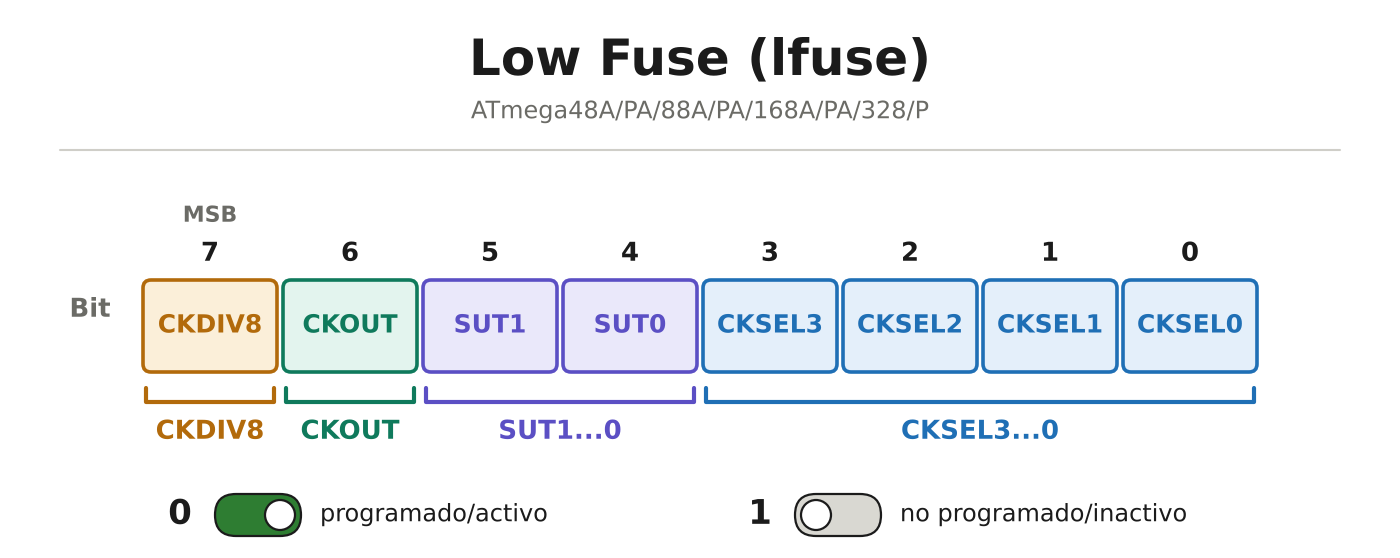 Low Fuse (lfuse)
ATmega48A/PA/88A/PA/168A/PA/328/P
MSB
7 6 5 4 3 2 1 0
Bit CKDIV8 CKOUT SUT1 SUT0 CKSEL3 CKSEL2 CKSEL1 CKSEL0
CKDIV8 CKOUT SUT1...0 CKSEL3...0
0 programado/activo 1 no programado/inactivo